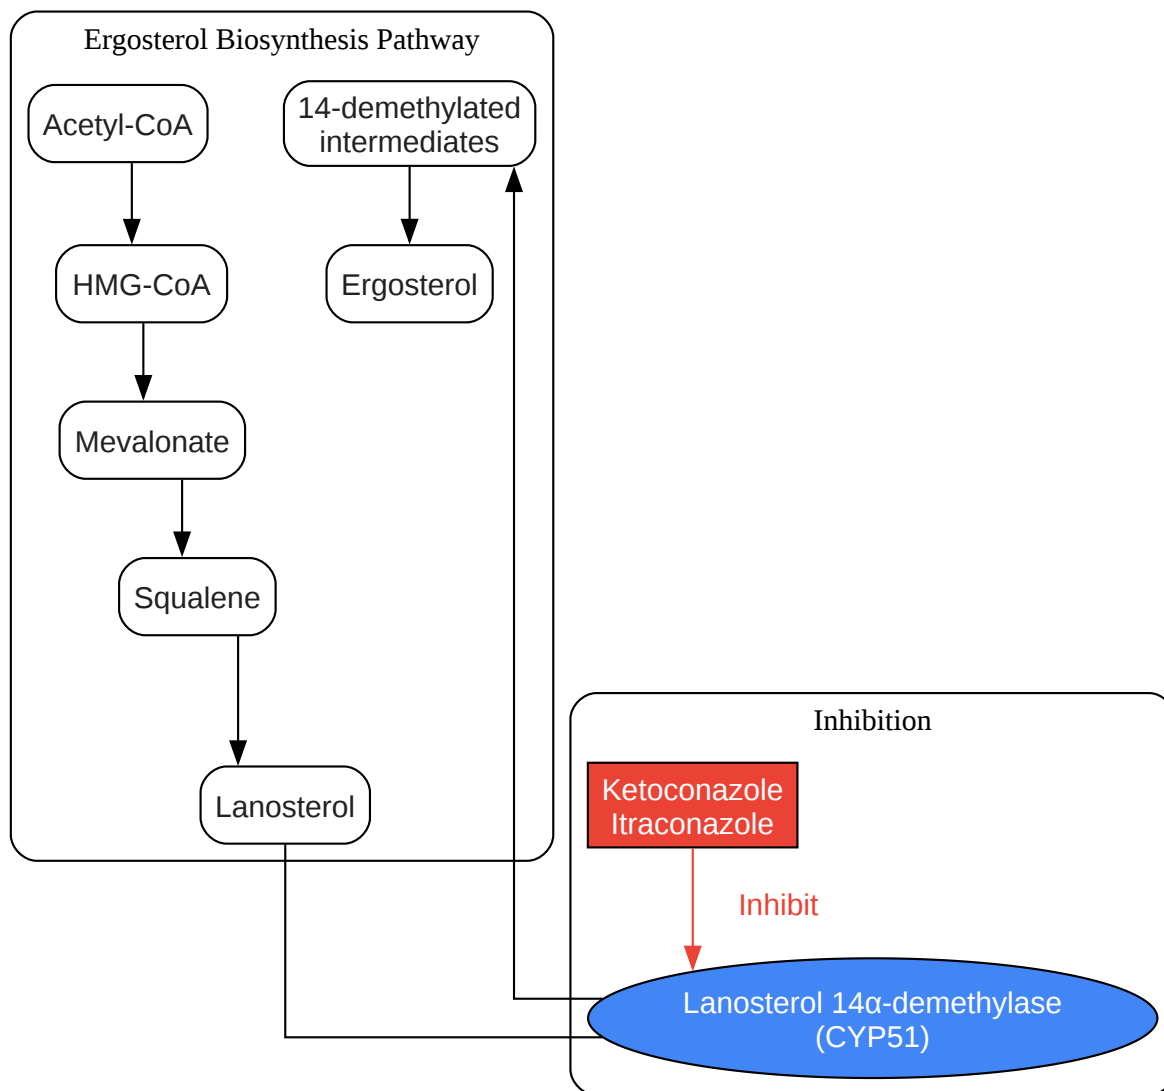 Ergosterol Biosynthesis Pathway
Acetyl-CoA
14-demethylated
intermediates
HMG-CoA
Ergosterol
Mevalonate
Squalene
Lanosterol
Inhibition
Ketoconazole
Itraconazole
Inhibit
Lanosterol 14α-demethylase
(CYP51)